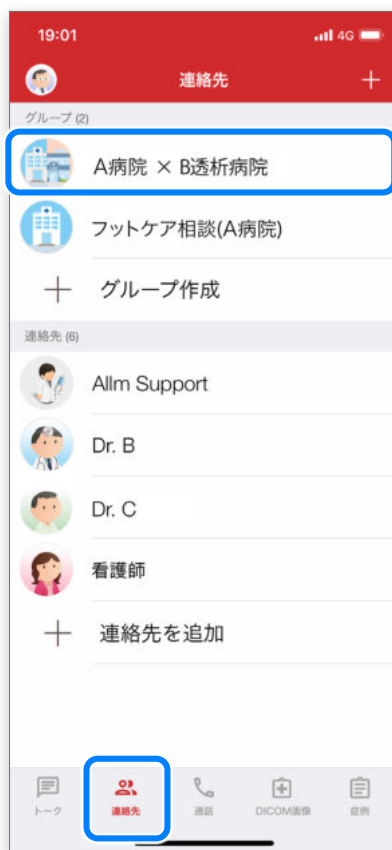 19:01
4G
連絡先
グループ (2)
A病院 × B透析病院
フットケア相談(A病院)
グループ作成
連絡先 (6)
Allm Support
Dr. B
Dr. C
看護師
連絡先を追加
トーク 連絡先 通話 DICOM画像 症例